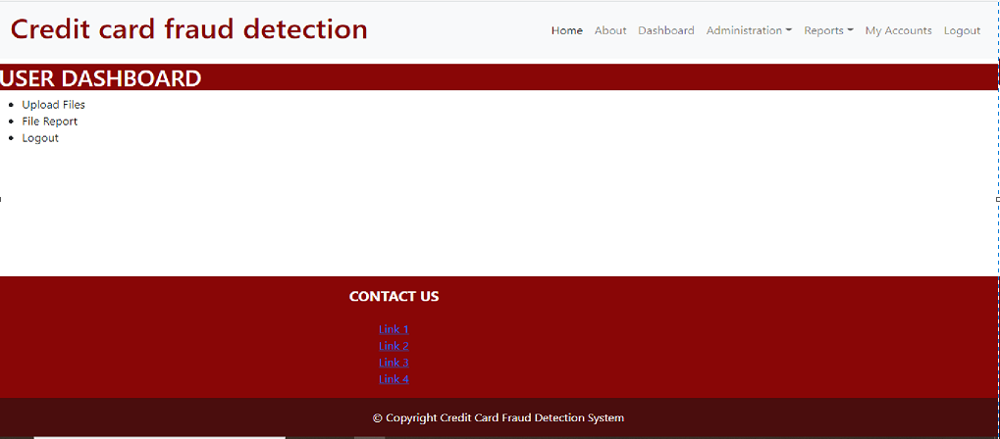 Credit card fraud detection
Home About Dashboard Administration Reports My Accounts Logout
USER DASHBOARD
Upload Files
File Report
Logout
CONTACT US
Link 1
Link 2
Link 3
Link 4
© Copyright Credit Card Fraud Detection System